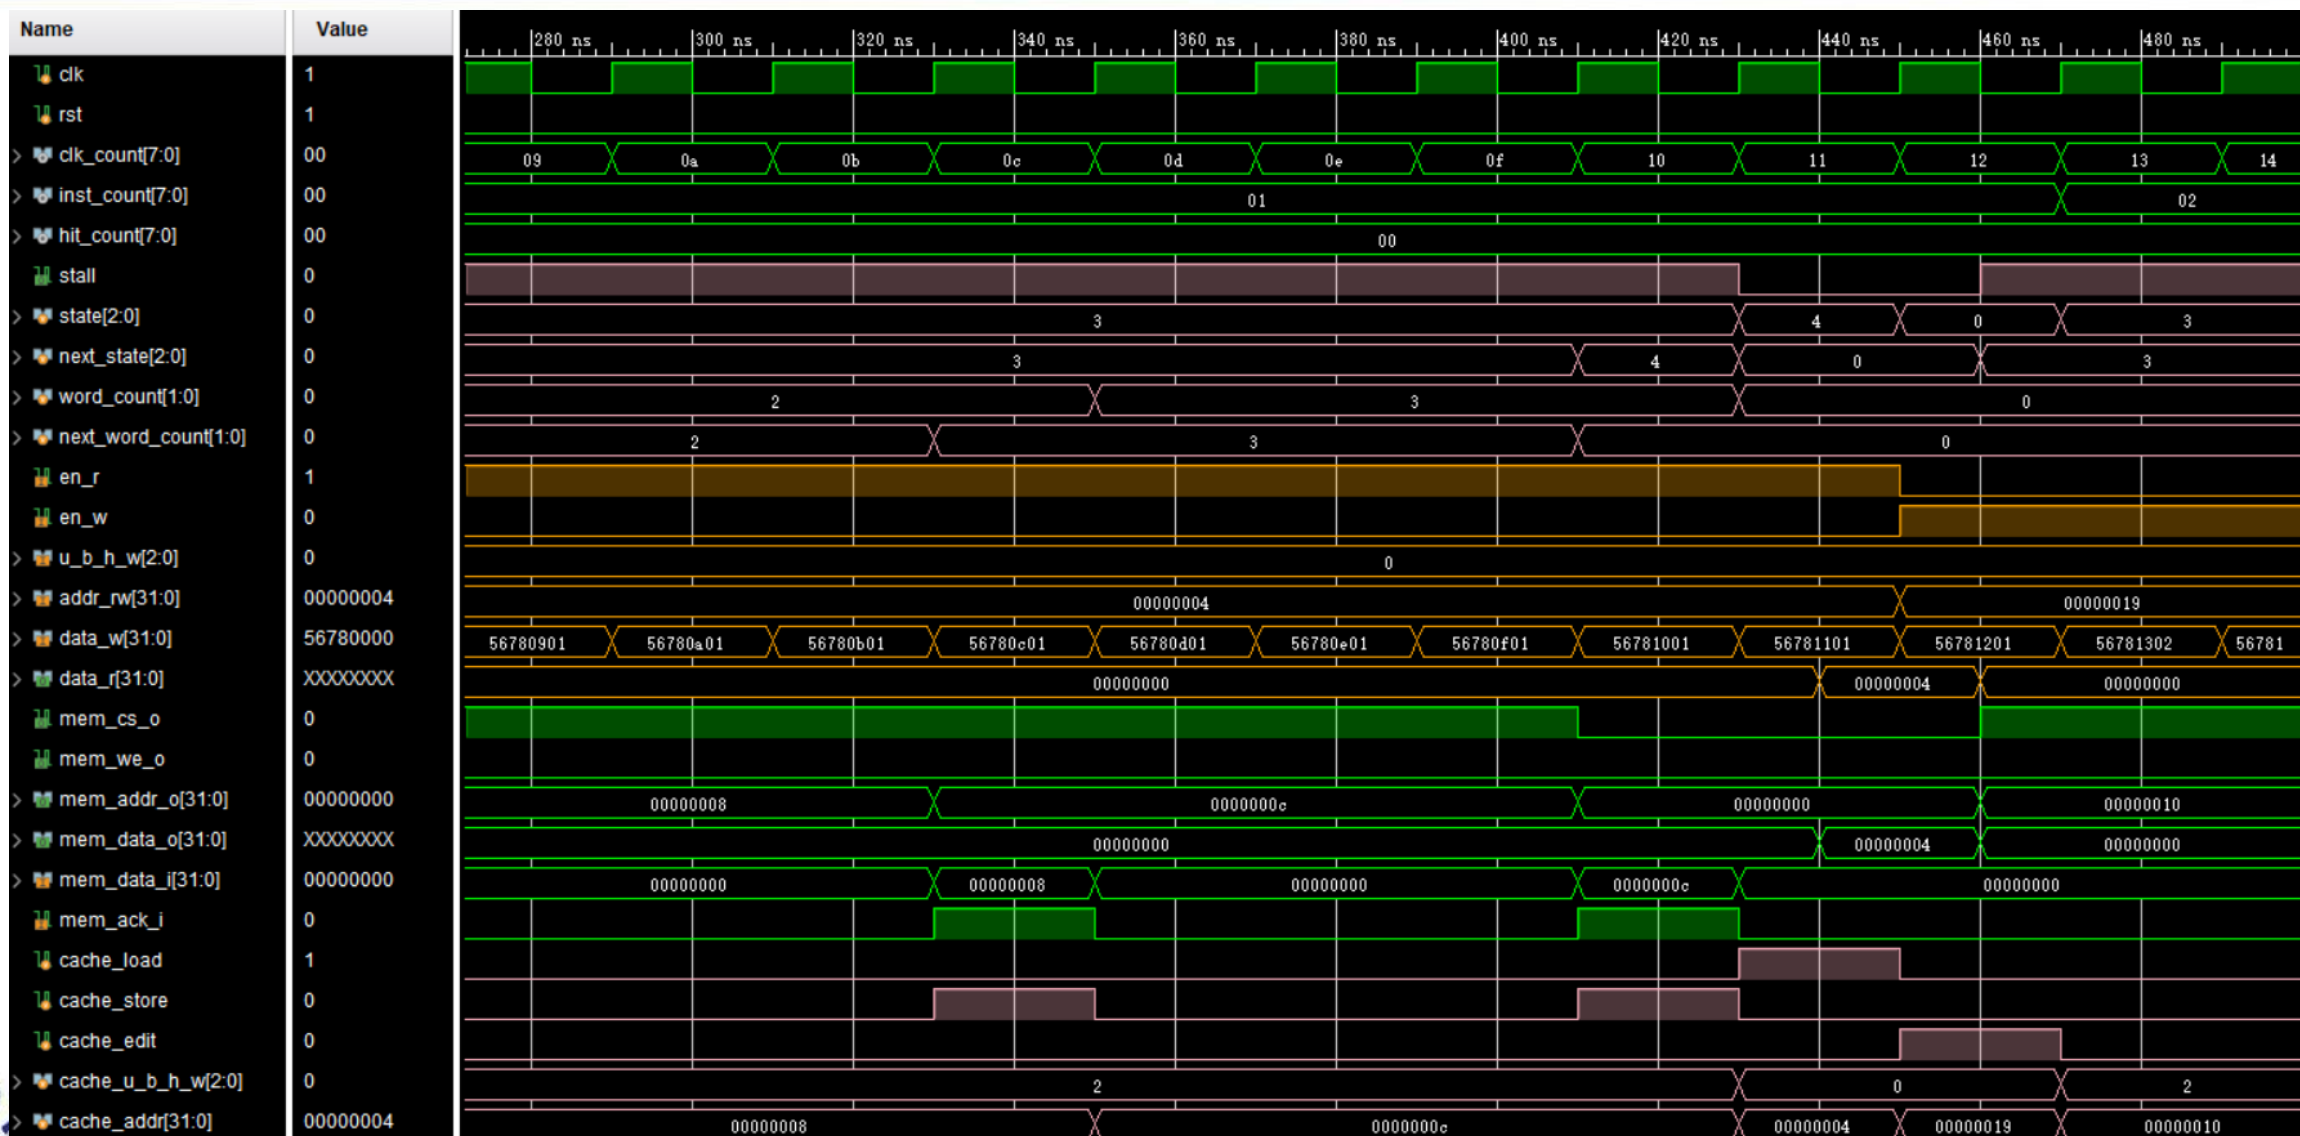 Name Value
280 ns 300 ns 320 ns 340 ns 360 ns 380 ns 400 ns 420 ns 440 ns 460 ns 480 ns
clk 1
rst 1
clk_count[7:0] 00 09 0a 0b 0c 0d 0e 0f 10 11 12 13 14
inst_count[7:0] 00 01 02
hit_count[7:0] 00 00
stall 0
state[2:0] 0 3 4 0 3
next_state[2:0] 0 3 4 0 3
word_count[1:0] 0 2 3 0
next_word_count[1:0] 0 2 3 0
en_r 1
en_w 0
u_b_h_w[2:0] 0 0
addr_rw[31:0] 00000004 00000004 00000019
data_w[31:0] 56780000 56780901 56780a01 56780b01 56780c01 56780d01 56780e01 56780f01 56781001 56781101 56781201 56781302 56781
data_r[31:0] XXXXXXXX 00000000 00000004 00000000
mem_cs_o 0
mem_we_o 0
mem_addr_o[31:0] 00000000 00000008 0000000c 00000000 00000010
mem_data_o[31:0] XXXXXXXX 00000000 00000004 00000000
mem_data_i[31:0] 00000000 00000000 00000008 00000000 0000000c 00000000
mem_ack_i 0
cache_load 1
cache_store 0
cache_edit 0
cache_u_b_h_w[2:0] 0 2 0 2
cache_addr[31:0] 00000004 00000008 0000000c 00000004 00000019 00000010